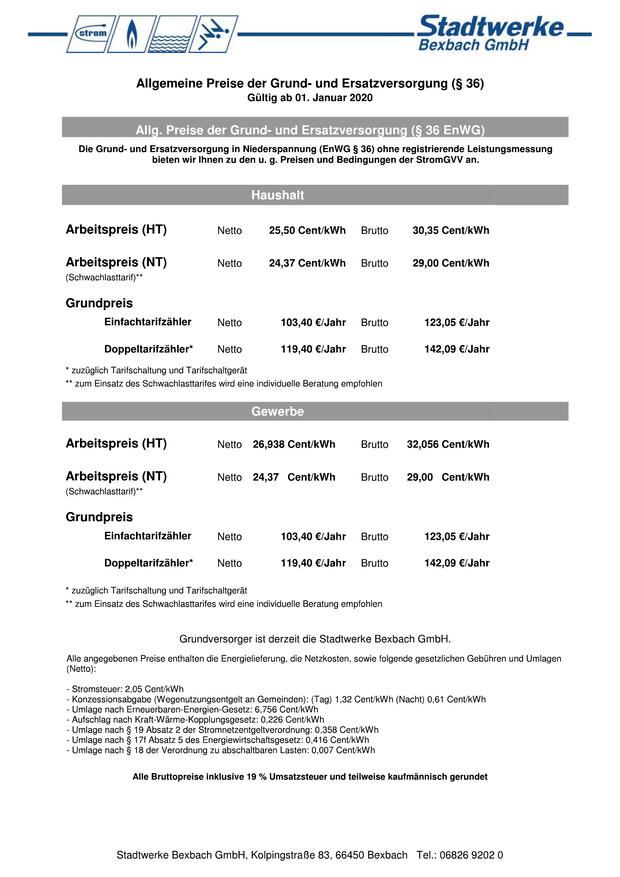 strom
Stadtwerke
Bexbach GmbH
Allgemeine Preise der Grund- und Ersatzversorgung (§ 36)
Gültig ab 01. Januar 2020
Allg. Preise der Grund- und Ersatzversorgung (§ 36 EnWG)
Die Grund- und Ersatzversorgung in Niederspannung (EnWG § 36) ohne registrierende Leistungsmessung
bieten wir Ihnen zu den u. g. Preisen und Bedingungen der StromGVV an.
Haushalt
Arbeitspreis (HT) Netto 25,50 Cent/kWh Brutto 30,35 Cent/kWh
Arbeitspreis (NT) Netto 24,37 Cent/kWh Brutto 29,00 Cent/kWh
(Schwachlasttarif)**
Grundpreis
Einfachtarifzähler Netto 103,40 €/Jahr Brutto 123,05 €/Jahr
Doppeltarifzähler* Netto 119,40 €/Jahr Brutto 142,09 €/Jahr
* zuzüglich Tarifschaltung und Tarifschaltgerät
** zum Einsatz des Schwachlasttarifes wird eine individuelle Beratung empfohlen
Gewerbe
Arbeitspreis (HT) Netto 26,938 Cent/kWh Brutto 32,056 Cent/kWh
Arbeitspreis (NT) Netto 24,37 Cent/kWh Brutto 29,00 Cent/kWh
(Schwachlasttarif)**
Grundpreis
Einfachtarifzähler Netto 103,40 €/Jahr Brutto 123,05 €/Jahr
Doppeltarifzähler* Netto 119,40 €/Jahr Brutto 142,09 €/Jahr
* zuzüglich Tarifschaltung und Tarifschaltgerät
** zum Einsatz des Schwachlasttarifes wird eine individuelle Beratung empfohlen
Grundversorger ist derzeit die Stadtwerke Bexbach GmbH.
Alle angegebenen Preise enthalten die Energielieferung, die Netzkosten, sowie folgende gesetzlichen Gebühren und Umlagen
(Netto):
- Stromsteuer: 2,05 Cent/kWh
- Konzessionsabgabe (Wegenutzungsentgelt an Gemeinden): (Tag) 1,32 Cent/kWh (Nacht) 0,61 Cent/kWh
- Umlage nach Erneuerbaren-Energien-Gesetz: 6,756 Cent/kWh
- Aufschlag nach Kraft-Wärme-Kopplungsgesetz: 0,226 Cent/kWh
- Umlage nach § 19 Absatz 2 der Stromnetzentgeltverordnung: 0,358 Cent/kWh
- Umlage nach § 17f Absatz 5 des Energiewirtschaftsgesetz: 0,416 Cent/kWh
- Umlage nach § 18 der Verordnung zu abschaltbaren Lasten: 0,007 Cent/kWh
Alle Bruttopreise inklusive 19 % Umsatzsteuer und teilweise kaufmännisch gerundet
Stadtwerke Bexbach GmbH, Kolpingstraße 83, 66450 Bexbach Tel.: 06826 9202 0